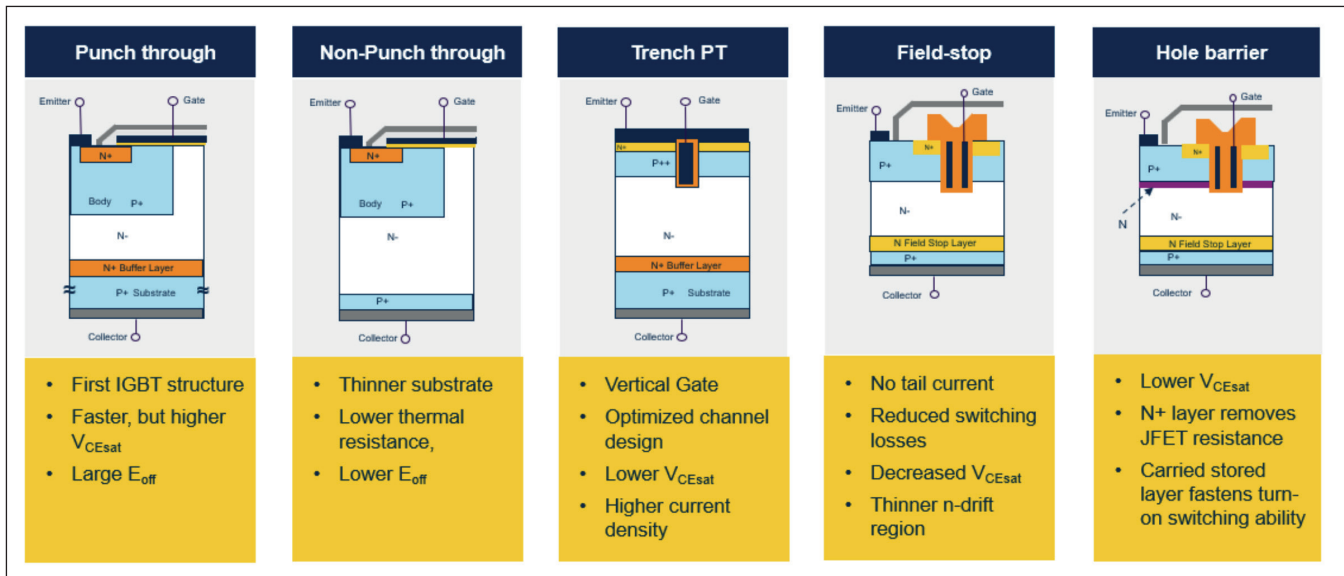 Punch through
Emitter
Gate
N+
Body
P+
N-
N+ Buffer Layer
P+ Substrate
Collector
• First IGBT structure
• Faster, but higher
VCEsat
• Large Eoff
Non-Punch through
Emitter
Gate
N+
Body
P+
N-
P+
Collector
• Thinner substrate
• Lower thermal
resistance,
• Lower Eoff
Trench PT
Emitter
Gate
N+
P++
N-
N+ Buffer Layer
P+ Substrate
Collector
• Vertical Gate
• Optimized channel
design
• Lower VCEsat
• Higher current
density
Field-stop
Gate
Emitter
N+
P+
N-
N Field Stop Layer
P+
Collector
• No tail current
• Reduced switching
losses
• Decreased VCEsat
• Thinner n-drift
region
Hole barrier
Gate
Emitter
N+
P+
N-
N
N Field Stop Layer
P+
Collector
• Lower VCEsat
• N+ layer removes
JFET resistance
• Carried stored
layer fastens turn-
on switching ability